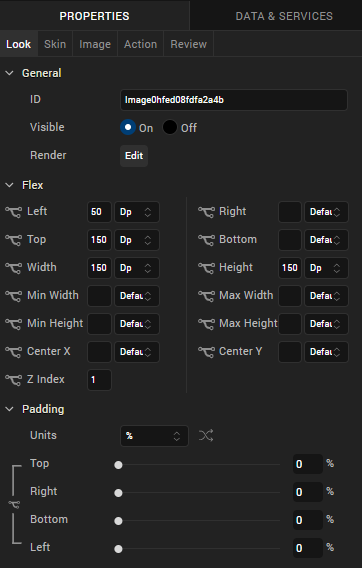 PROPERTIES DATA & SERVICES
Look Skin Image Action Review
General
ID Image0hfed08fdfa2a4b
Visible On Off
Render Edit
Flex
Left 50 Dp Right Defau
Top 150 Dp Bottom Defau
Width 150 Dp Height 150 Dp
Min Width Defau Max Width Defau
Min Height Defau Max Height Defau
Center X Defau Center Y Defau
Z Index 1
Padding
Units %
Top 0 %
Right 0 %
Bottom 0 %
Left 0 %